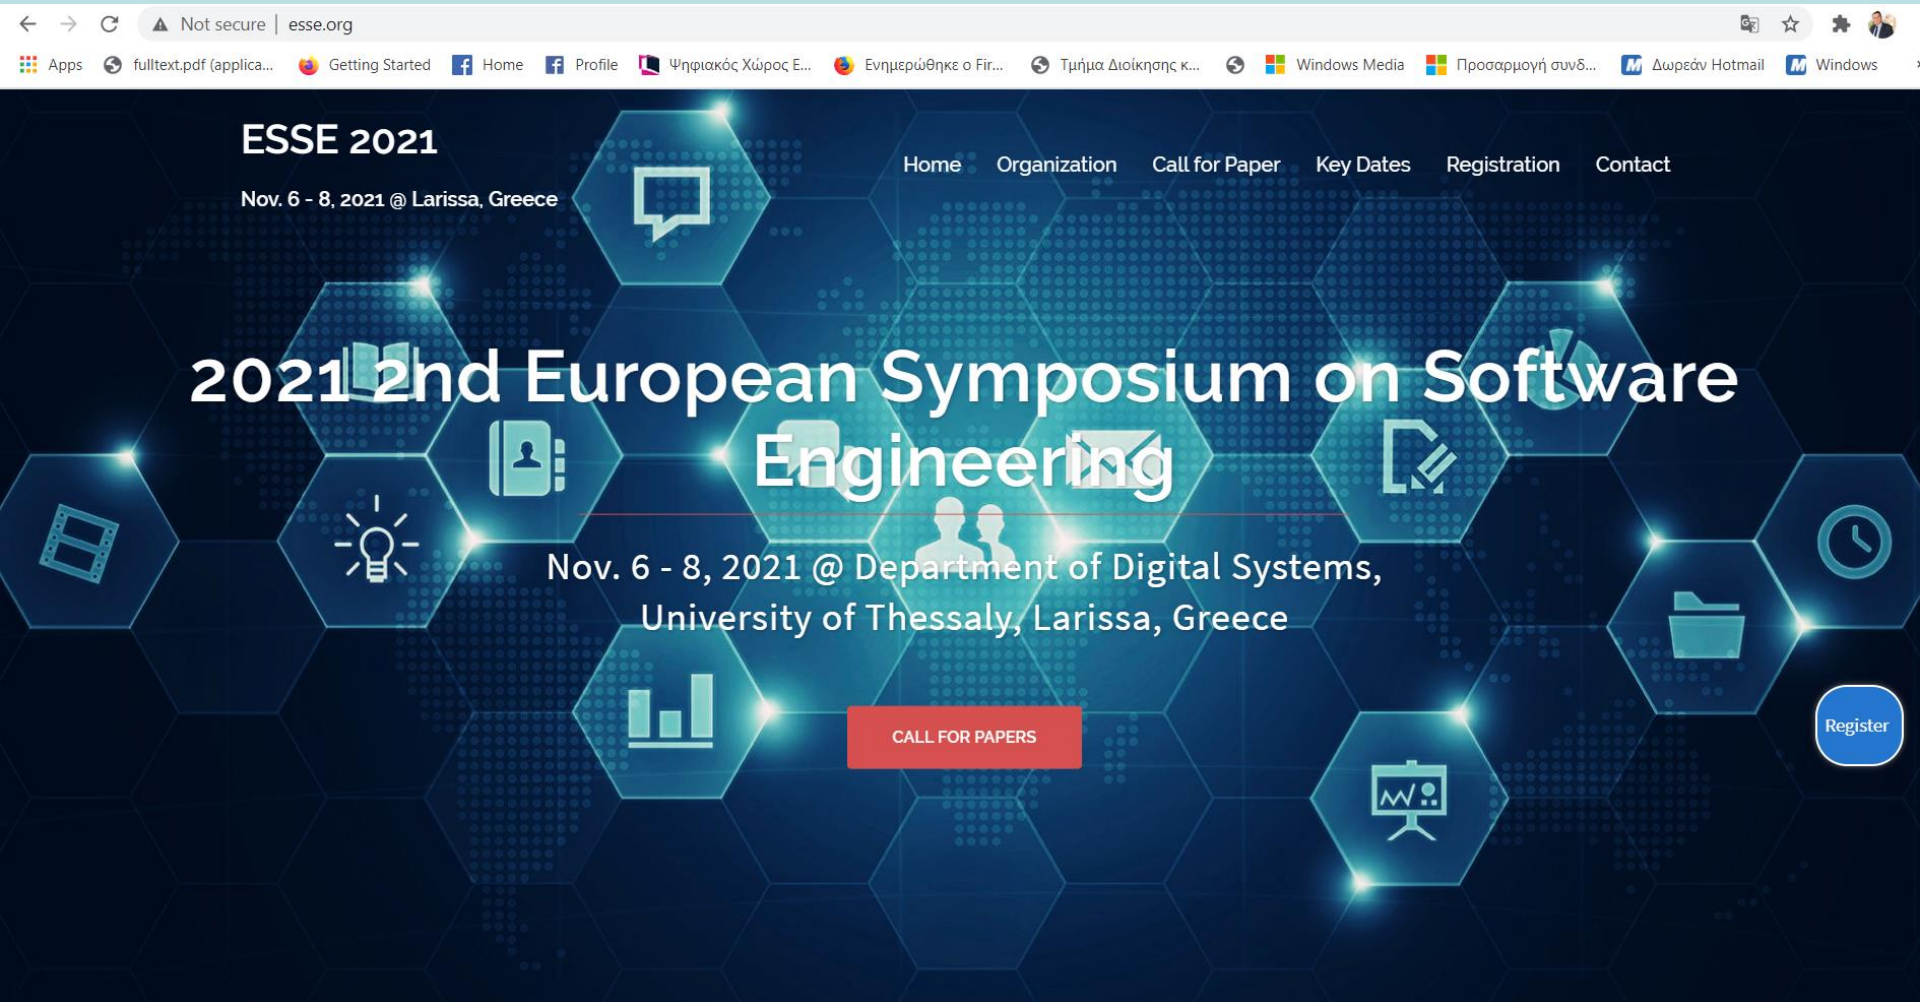 Not secure | esse.org
Apps fulltext.pdf (applica... Getting Started Home Profile Ψηφιακός Χώρος Ε... Ενημερώθηκε ο Fir... Τμήμα Διοίκησης κ... Windows Media Προσαρμογή συνδ... Δωρεάν Hotmail Windows
ESSE 2021
Home Organization Call for Paper Key Dates Registration Contact
Nov. 6 - 8, 2021 @ Larissa, Greece
2021 2nd European Symposium on Software
Engineering
Nov. 6 - 8, 2021 @ Department of Digital Systems,
University of Thessaly, Larissa, Greece
CALL FOR PAPERS
Register